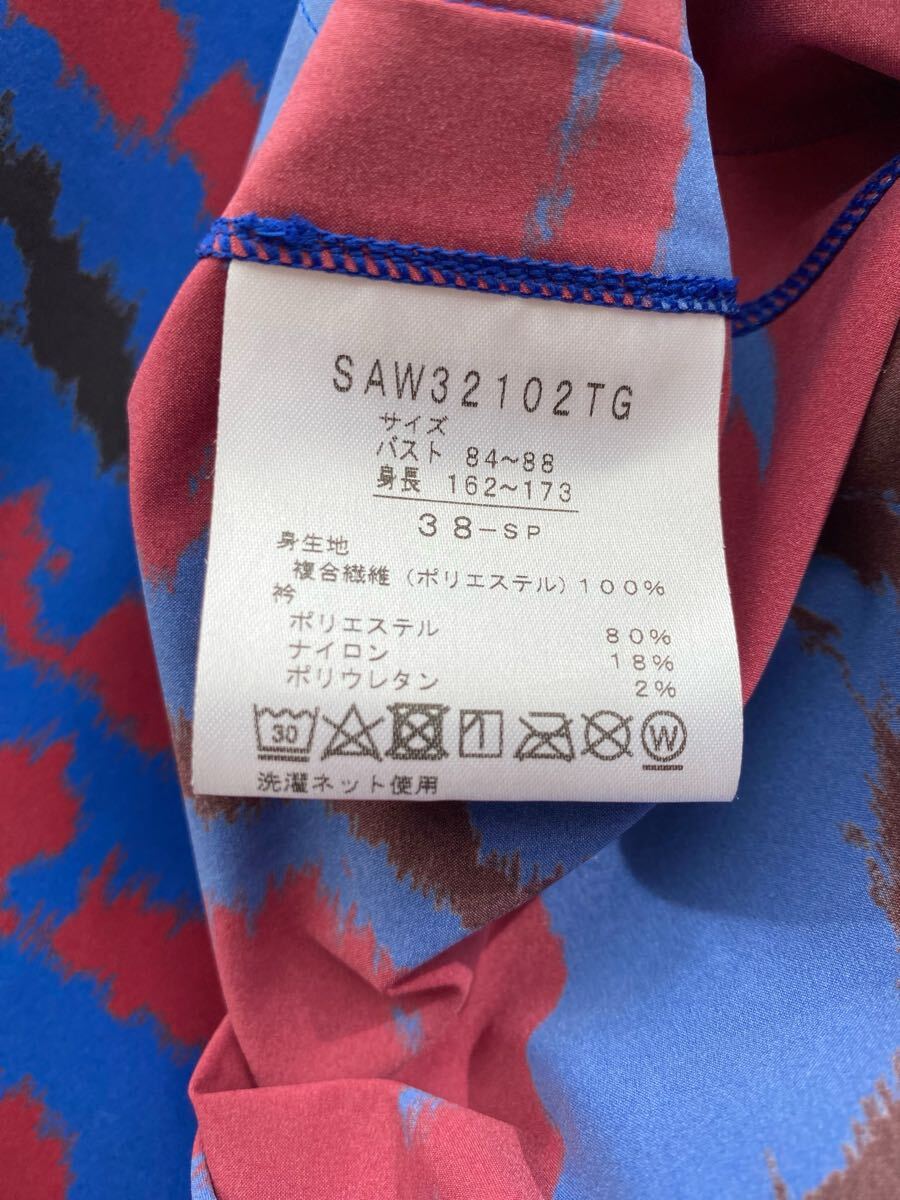 SAW32102TG
サイズ
バスト 84~88
身長 162~173
38-SP
身生地
複合繊維(ポリエステル)100%
衿
ポリエステル 80%
ナイロン 18%
ポリウレタン 2%
30 W
洗濯ネット使用